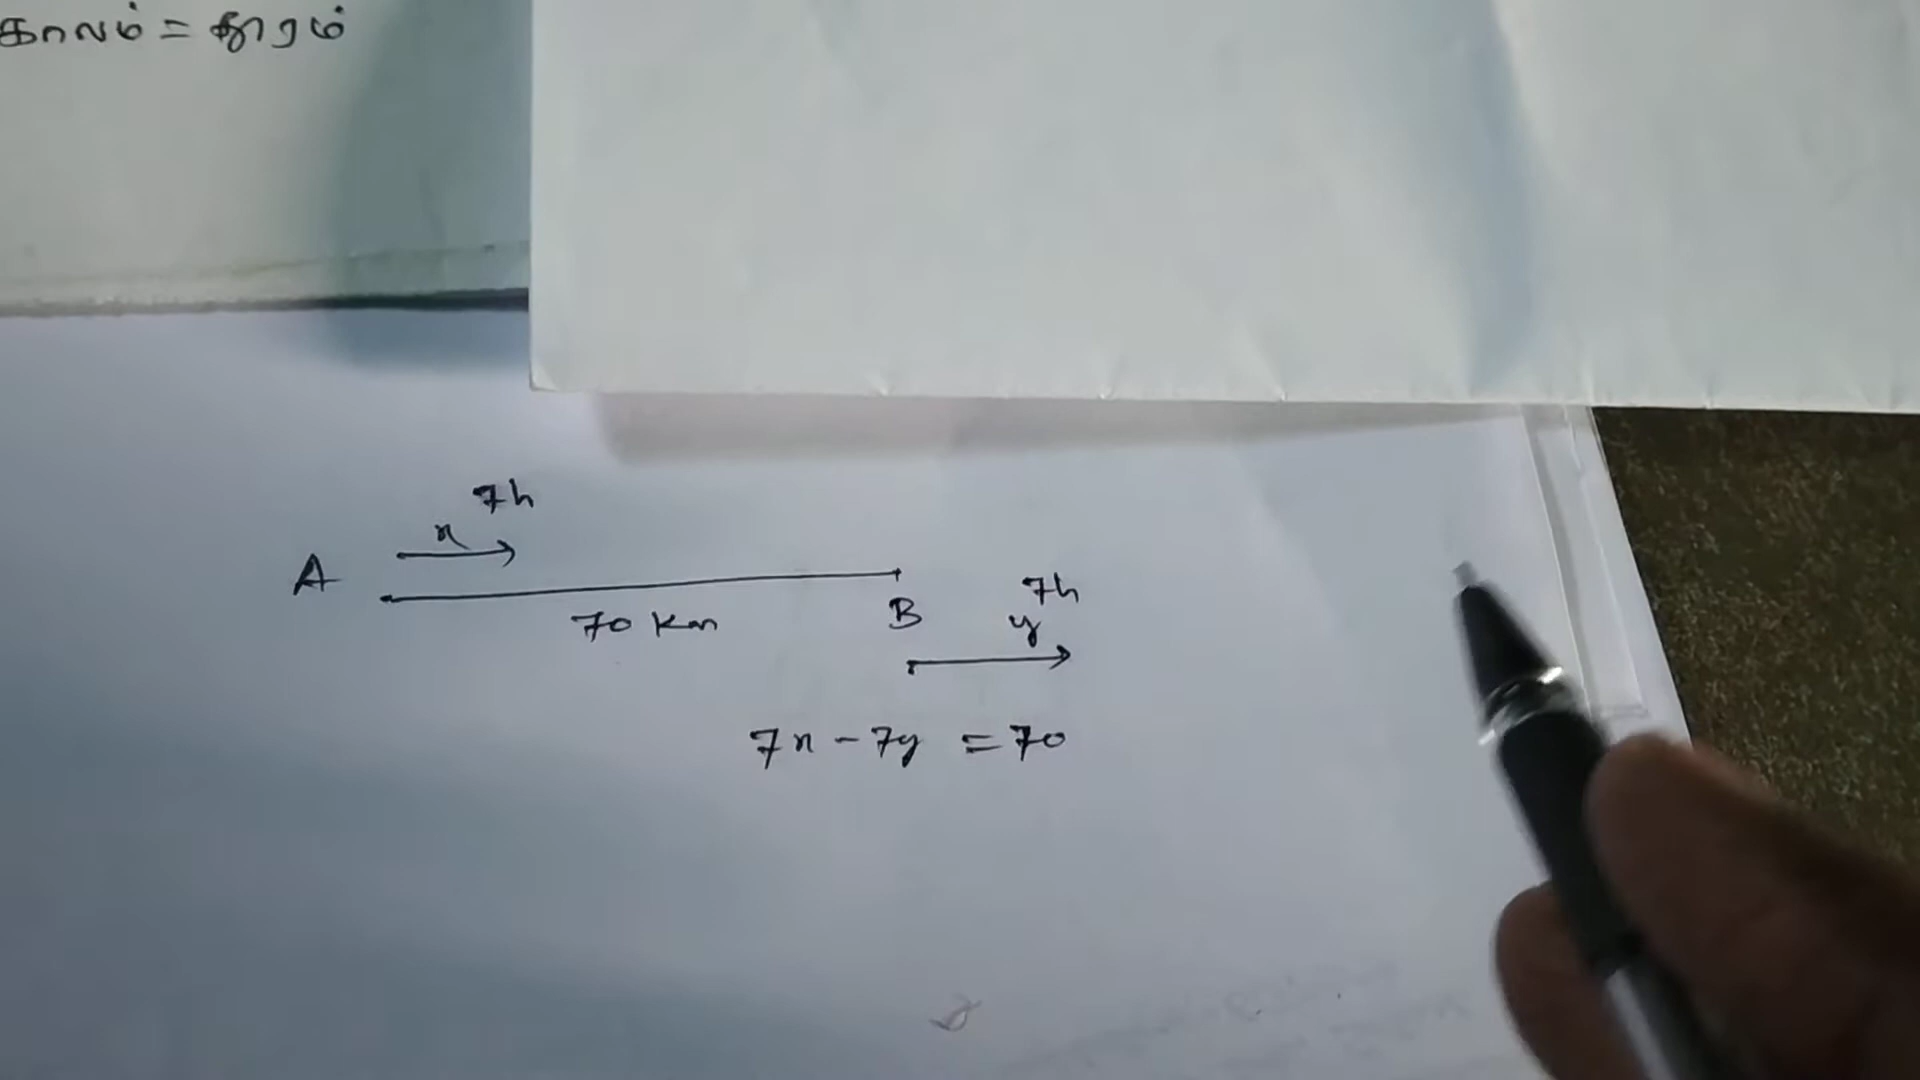 காலம் = தூரம்
7h
x
A
70 Km
B
7h
y
7x - 7y = 70